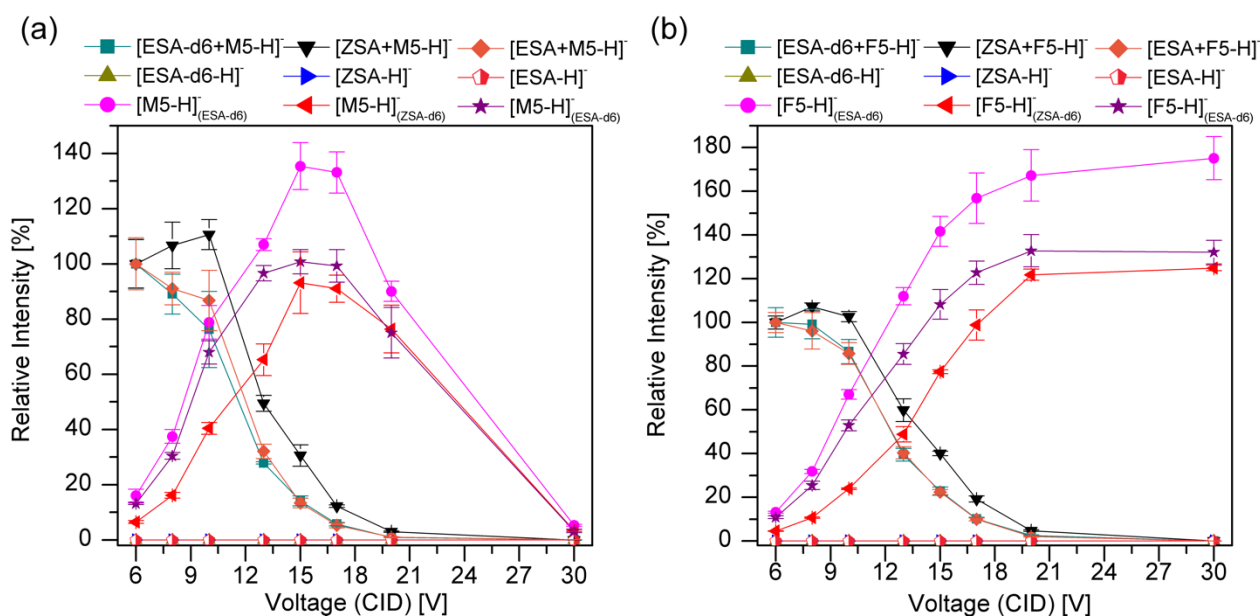 (a)
[ESA-d6+M5-H]⁻ [ZSA+M5-H]⁻ [ESA+M5-H]⁻
[ESA-d6-H]⁻ [ZSA-H]⁻ [ESA-H]⁻
[M5-H]⁻(ESA-d6) [M5-H]⁻(ZSA-d6) [M5-H]⁻(ESA-d6)
Relative Intensity [%]
140
120
100
80
60
40
20
0
6 9 12 15 18 21 24 27 30
Voltage (CID) [V]
(b)
[ESA-d6+F5-H]⁻ [ZSA+F5-H]⁻ [ESA+F5-H]⁻
[ESA-d6-H]⁻ [ZSA-H]⁻ [ESA-H]⁻
[F5-H]⁻(ESA-d6) [F5-H]⁻(ZSA-d6) [F5-H]⁻(ESA-d6)
Relative Intensity [%]
180
160
140
120
100
80
60
40
20
0
6 9 12 15 18 21 24 27 30
Voltage (CID) [V]